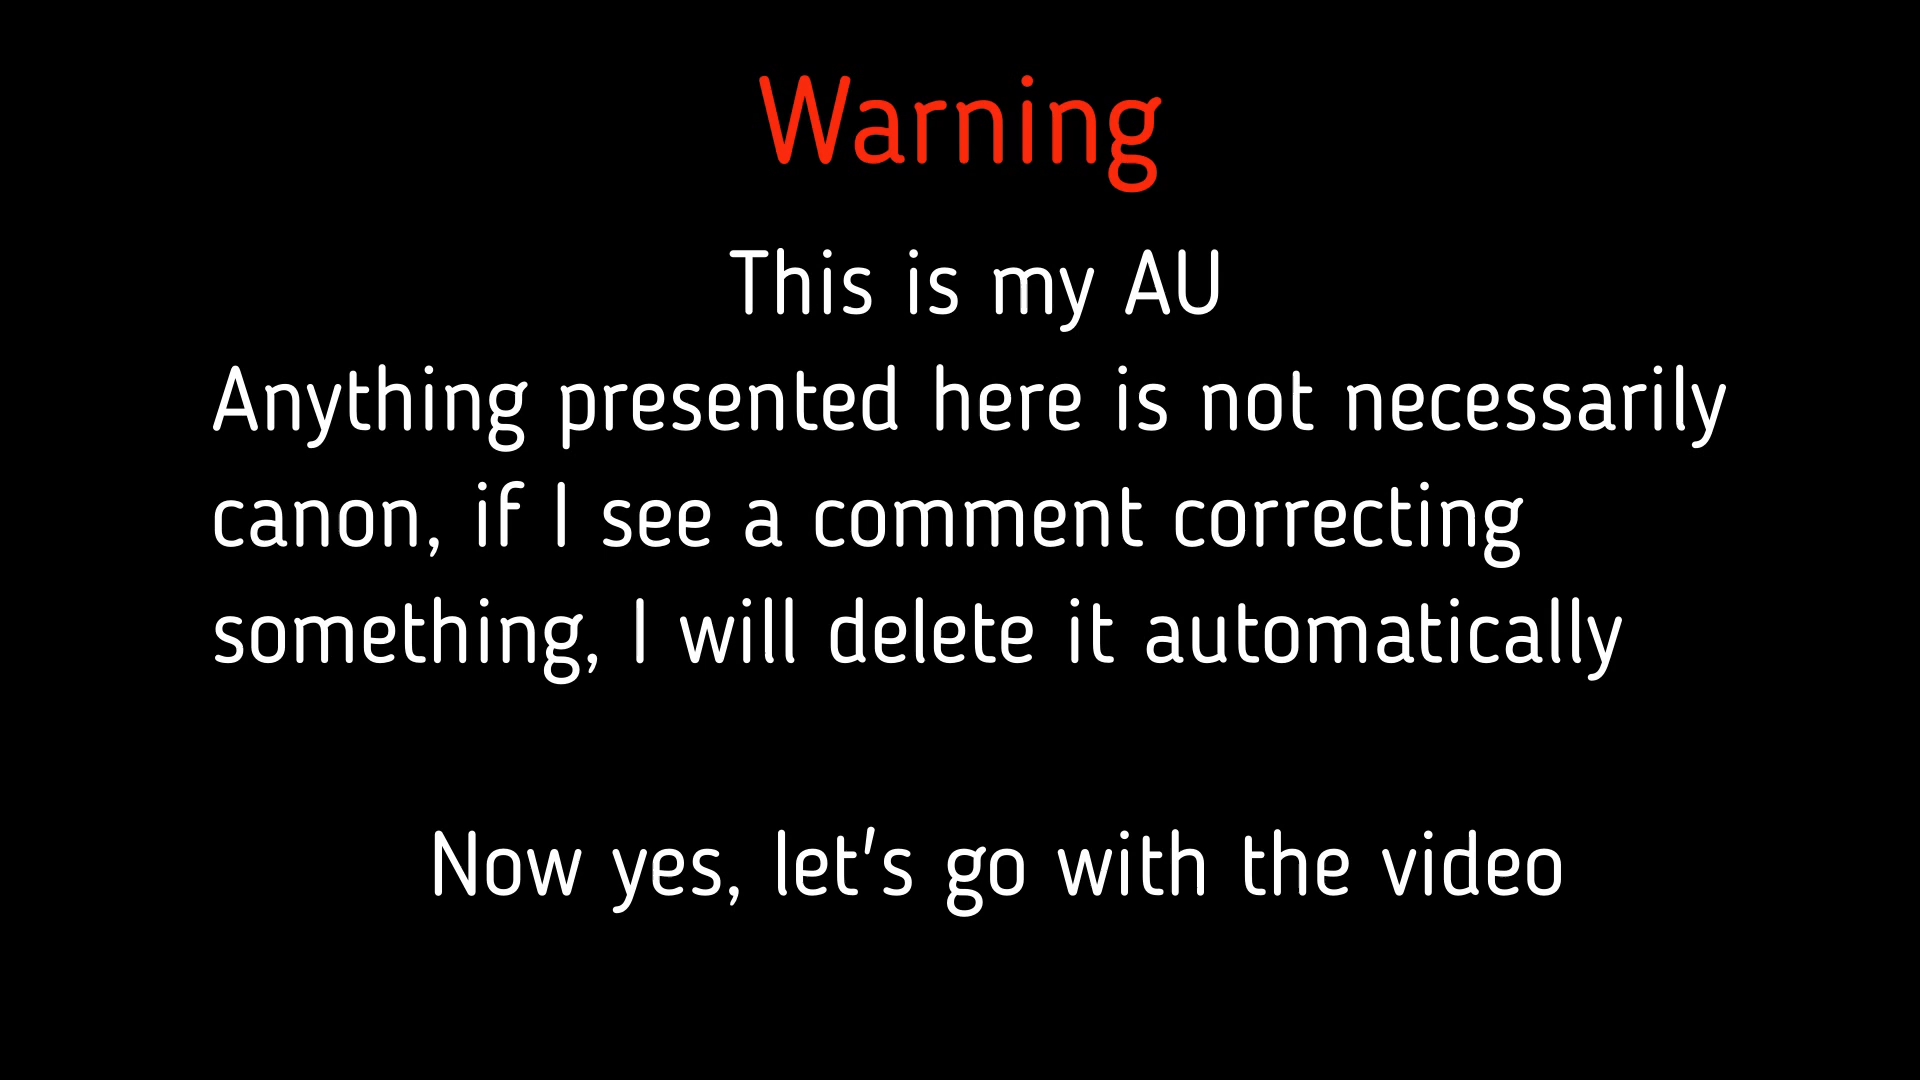 Warning
This is my AU
Anything presented here is not necessarily
canon, if I see a comment correcting
something, I will delete it automatically
Now yes, let's go with the video